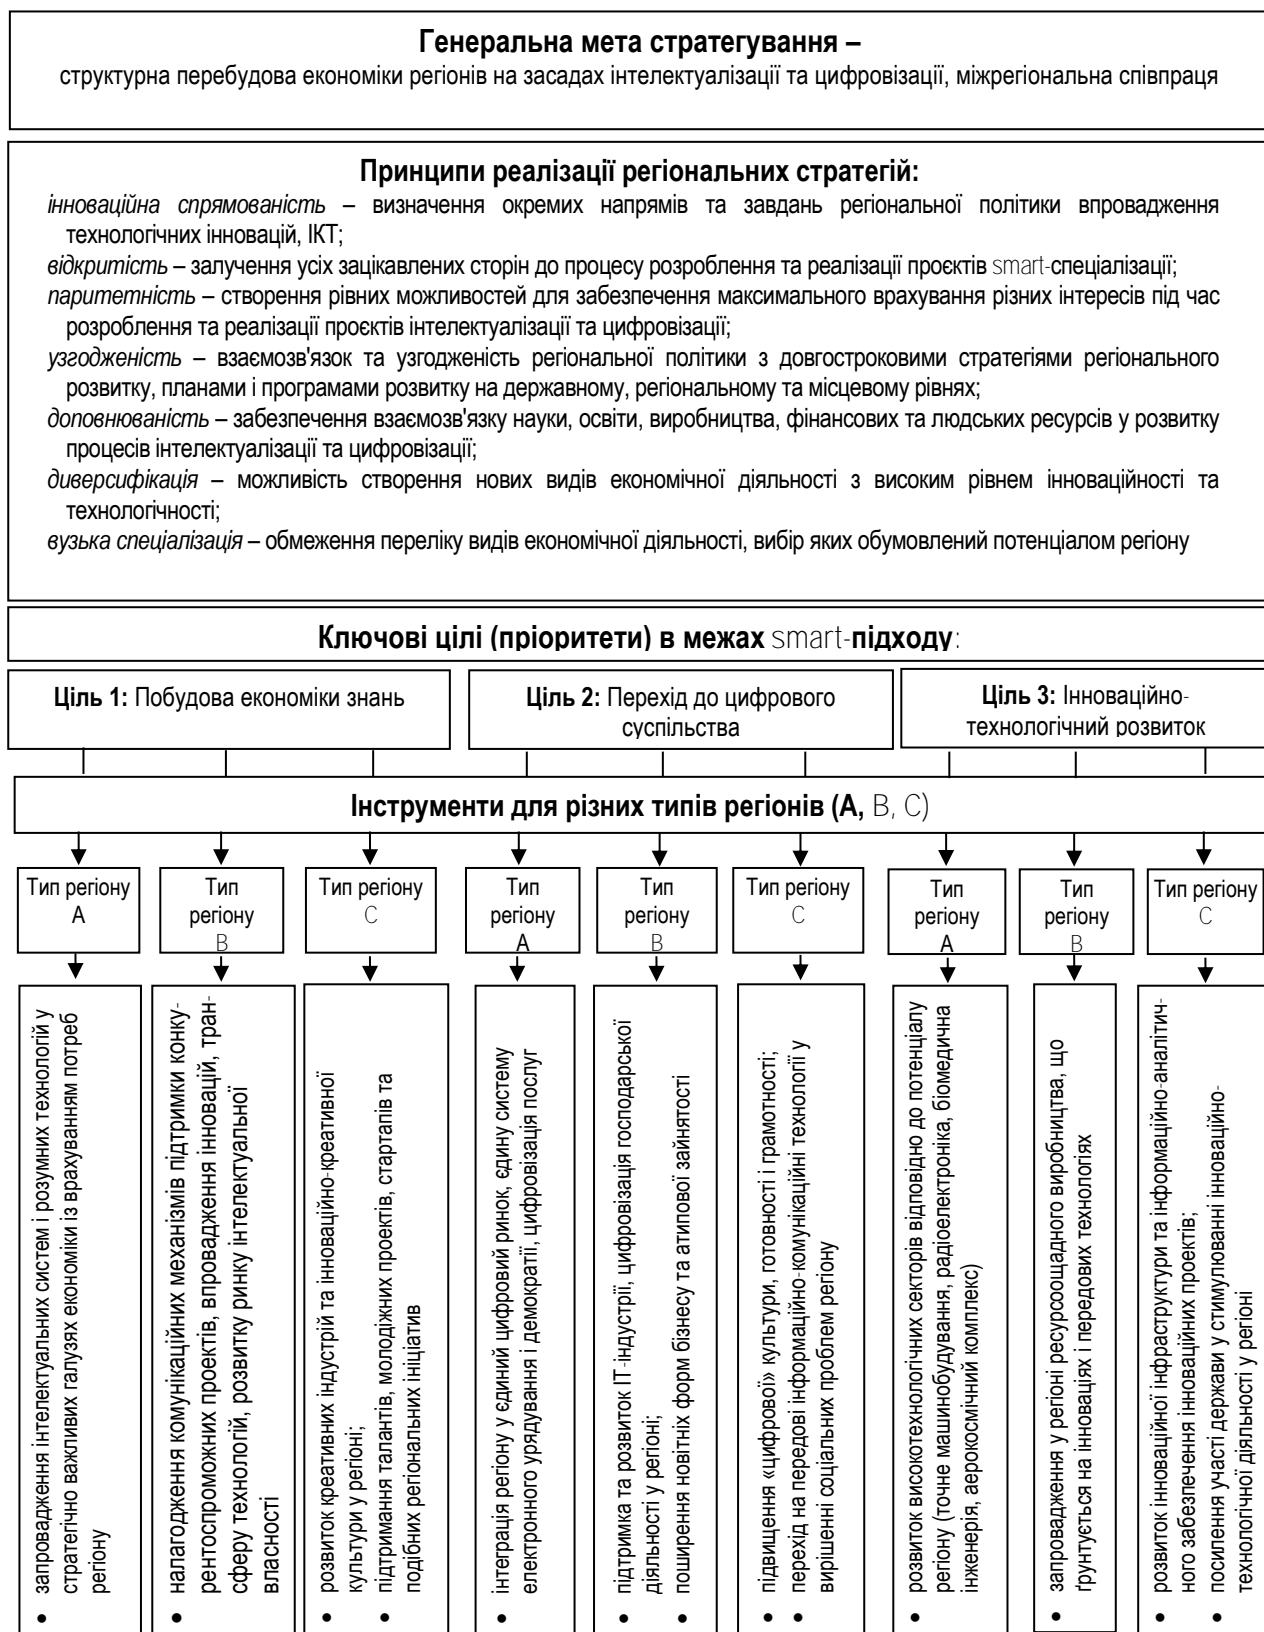 Генеральна мета стратегування –
структурна перебудова економіки регіонів на засадах інтелектуалізації та цифровізації, міжрегіональна співпраця
Принципи реалізації регіональних стратегій:
інноваційна спрямованість – визначення окремих напрямів та завдань регіональної політики впровадження
технологічних інновацій, ІКТ;
відкритість – залучення усіх зацікавлених сторін до процесу розроблення та реалізації проєктів smart-спеціалізації;
паритетність – створення рівних можливостей для забезпечення максимального врахування різних інтересів під час
розроблення та реалізації проєктів інтелектуалізації та цифровізації;
узгодженість – взаємозв'язок та узгодженість регіональної політики з довгостроковими стратегіями регіонального
розвитку, планами і програмами розвитку на державному, регіональному та місцевому рівнях;
доповнюваність – забезпечення взаємозв'язку науки, освіти, виробництва, фінансових та людських ресурсів у розвитку
процесів інтелектуалізації та цифровізації;
диверсифікація – можливість створення нових видів економічної діяльності з високим рівнем інноваційності та
технологічності;
вузька спеціалізація – обмеження переліку видів економічної діяльності, вибір яких обумовлений потенціалом регіону
Ключові цілі (пріоритети) в межах smart-підходу:
Ціль 1: Побудова економіки знань
Ціль 2: Перехід до цифрового
суспільства
Ціль 3: Інноваційно-
технологічний розвиток
Інструменти для різних типів регіонів (А, B, C)
Тип регіону
А
Тип
регіону
B
Тип регіону
C
Тип
регіону
А
Тип
регіону
B
Тип регіону
C
Тип
регіону
А
Тип
регіону
B
Тип регіону
C
• запровадження інтелектуальних систем і розумних технологій у
стратегічно важливих галузях економіки із врахуванням потреб
регіону
• налагодження комунікаційних механізмів підтримки конку-
рентоспроможних проектів, впровадження інновацій, тран-
сферу технологій, розвитку ринку інтелектуальної
власності
• розвиток креативних індустрій та інноваційно-креативної
культури у регіоні;
• підтримання талантів, молодіжних проектів, стартапів та
подібних регіональних ініціатив
• інтеграція регіону у єдиний цифровий ринок, єдину систему
електронного урядування і демократії, цифровізація послуг
• підтримка та розвиток ІТ-індустрії, цифровізація господарської
діяльності у регіоні;
• поширення новітніх форм бізнесу та атипової зайнятості
• підвищення «цифрової» культури, готовності і грамотності;
• перехід на передові інформаційно-комунікаційні технології у
вирішенні соціальних проблем регіону
• розвиток високотехнологічних секторів відповідно до потенціалу
регіону (точне машинобудування, радіоелектроніка, біомедична
інженерія, аерокосмічний комплекс)
• запровадження у регіоні ресурсоощадного виробництва, що
ґрунтується на інноваціях і передових технологіях
• розвиток інноваційної інфраструктури та інформаційно-аналітич-
ного забезпечення інноваційних проектів;
• посилення участі держави у стимулюванні інноваційно-
технологічної діяльності у регіоні